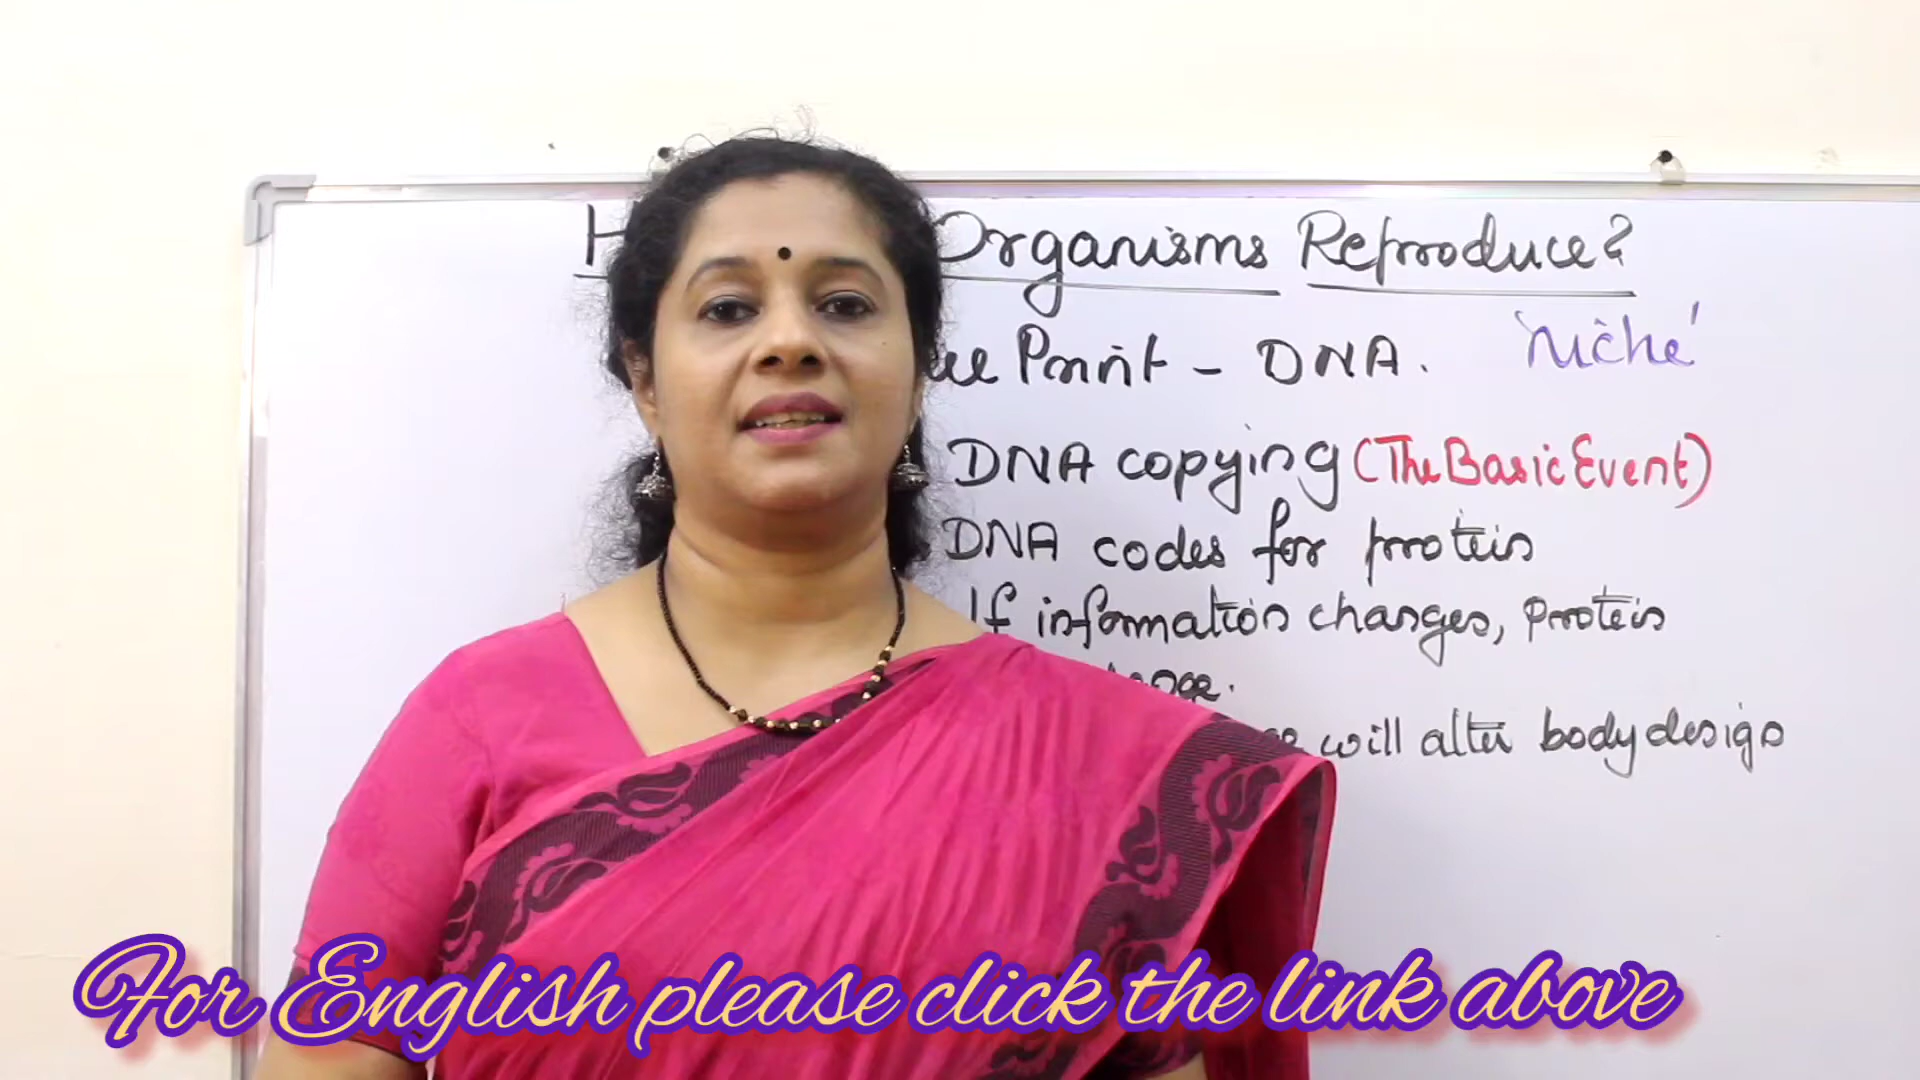 Organisms Reproduce?
Print - DNA.
'Niche'
DNA copying (The Basic Event)
DNA codes for protein
If information changes, protein
will alter body design
For English please click the link above